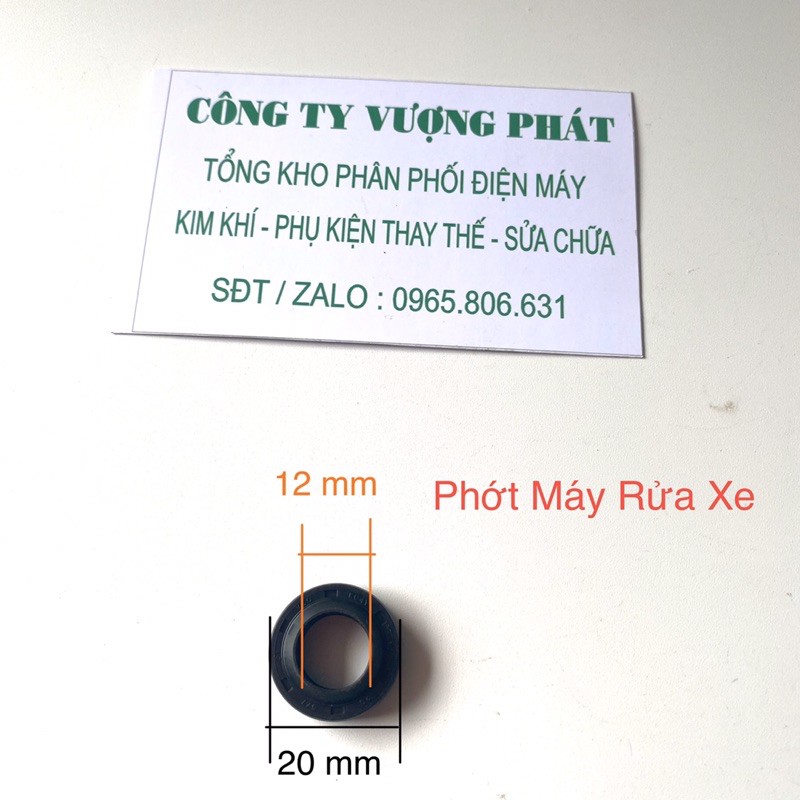 CÔNG TY VƯỢNG PHÁT
TỔNG KHO PHÂN PHỐI ĐIỆN MÁY
KIM KHÍ - PHỤ KIỆN THAY THẾ - SỬA CHỮA
SĐT / ZALO : 0965.806.631
12 mm
Phớt Máy Rửa Xe
20 mm